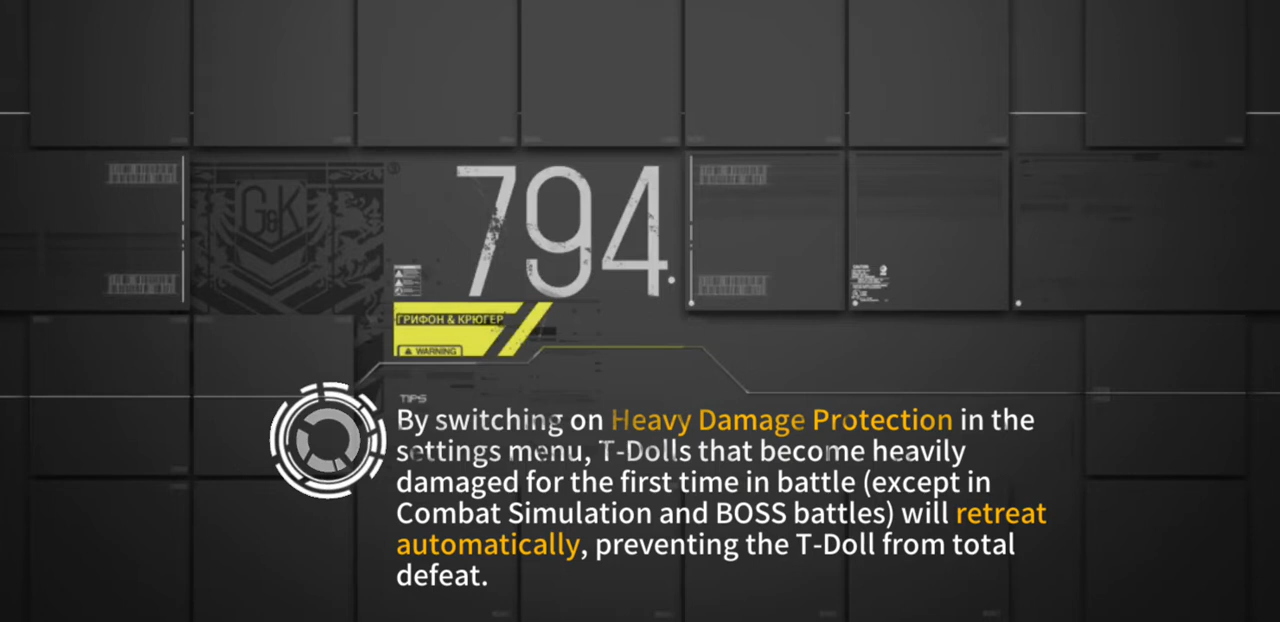 G&K
794.
ГРИФОН & КРЮГЕР
WARNING
TIPS
By switching on Heavy Damage Protection in the
settings menu, T-Dolls that become heavily
damaged for the first time in battle (except in
Combat Simulation and BOSS battles) will retreat
automatically, preventing the T-Doll from total
defeat.